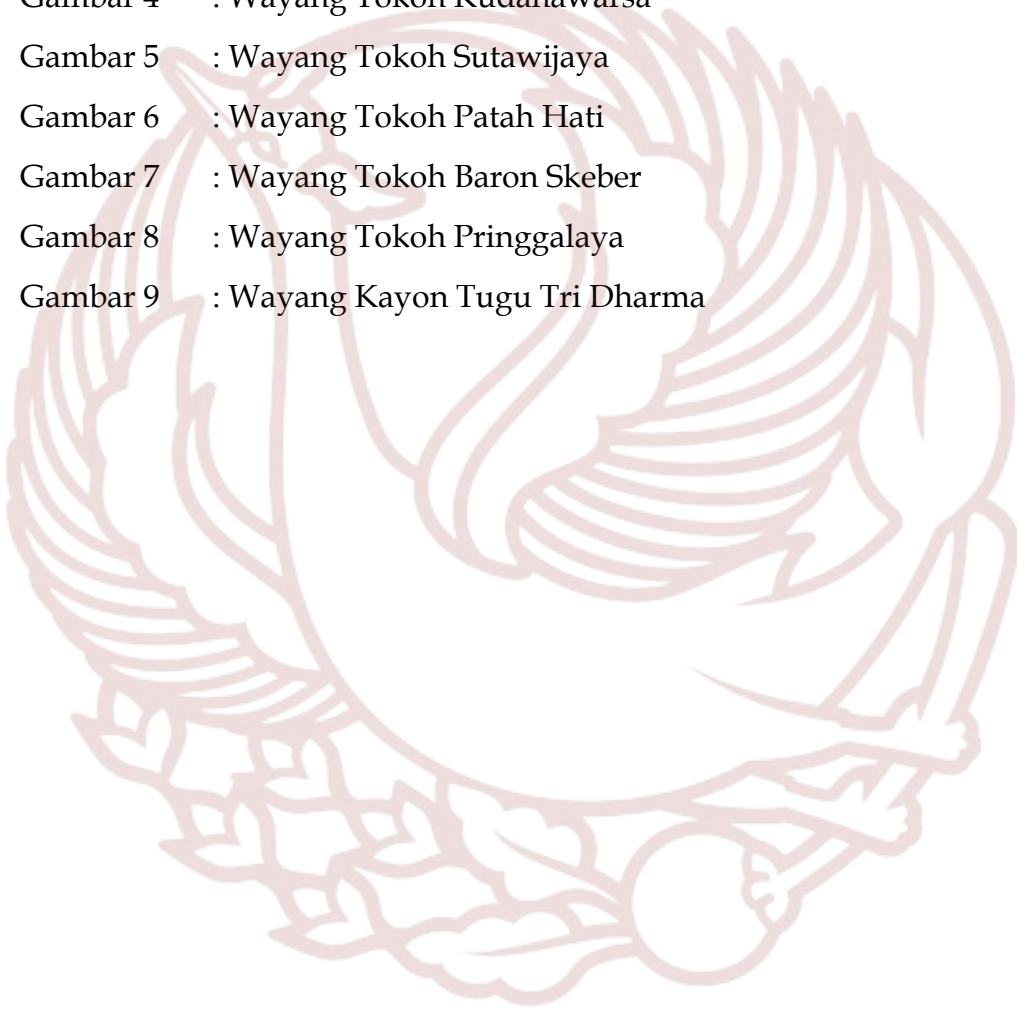 Gambar 4 : Wayang Tokoh Kudanawarsa
Gambar 5 : Wayang Tokoh Sutawijaya
Gambar 6 : Wayang Tokoh Patah Hati
Gambar 7 : Wayang Tokoh Baron Skeber
Gambar 8 : Wayang Tokoh Pringgalaya
Gambar 9 : Wayang Kayon Tugu Tri Dharma